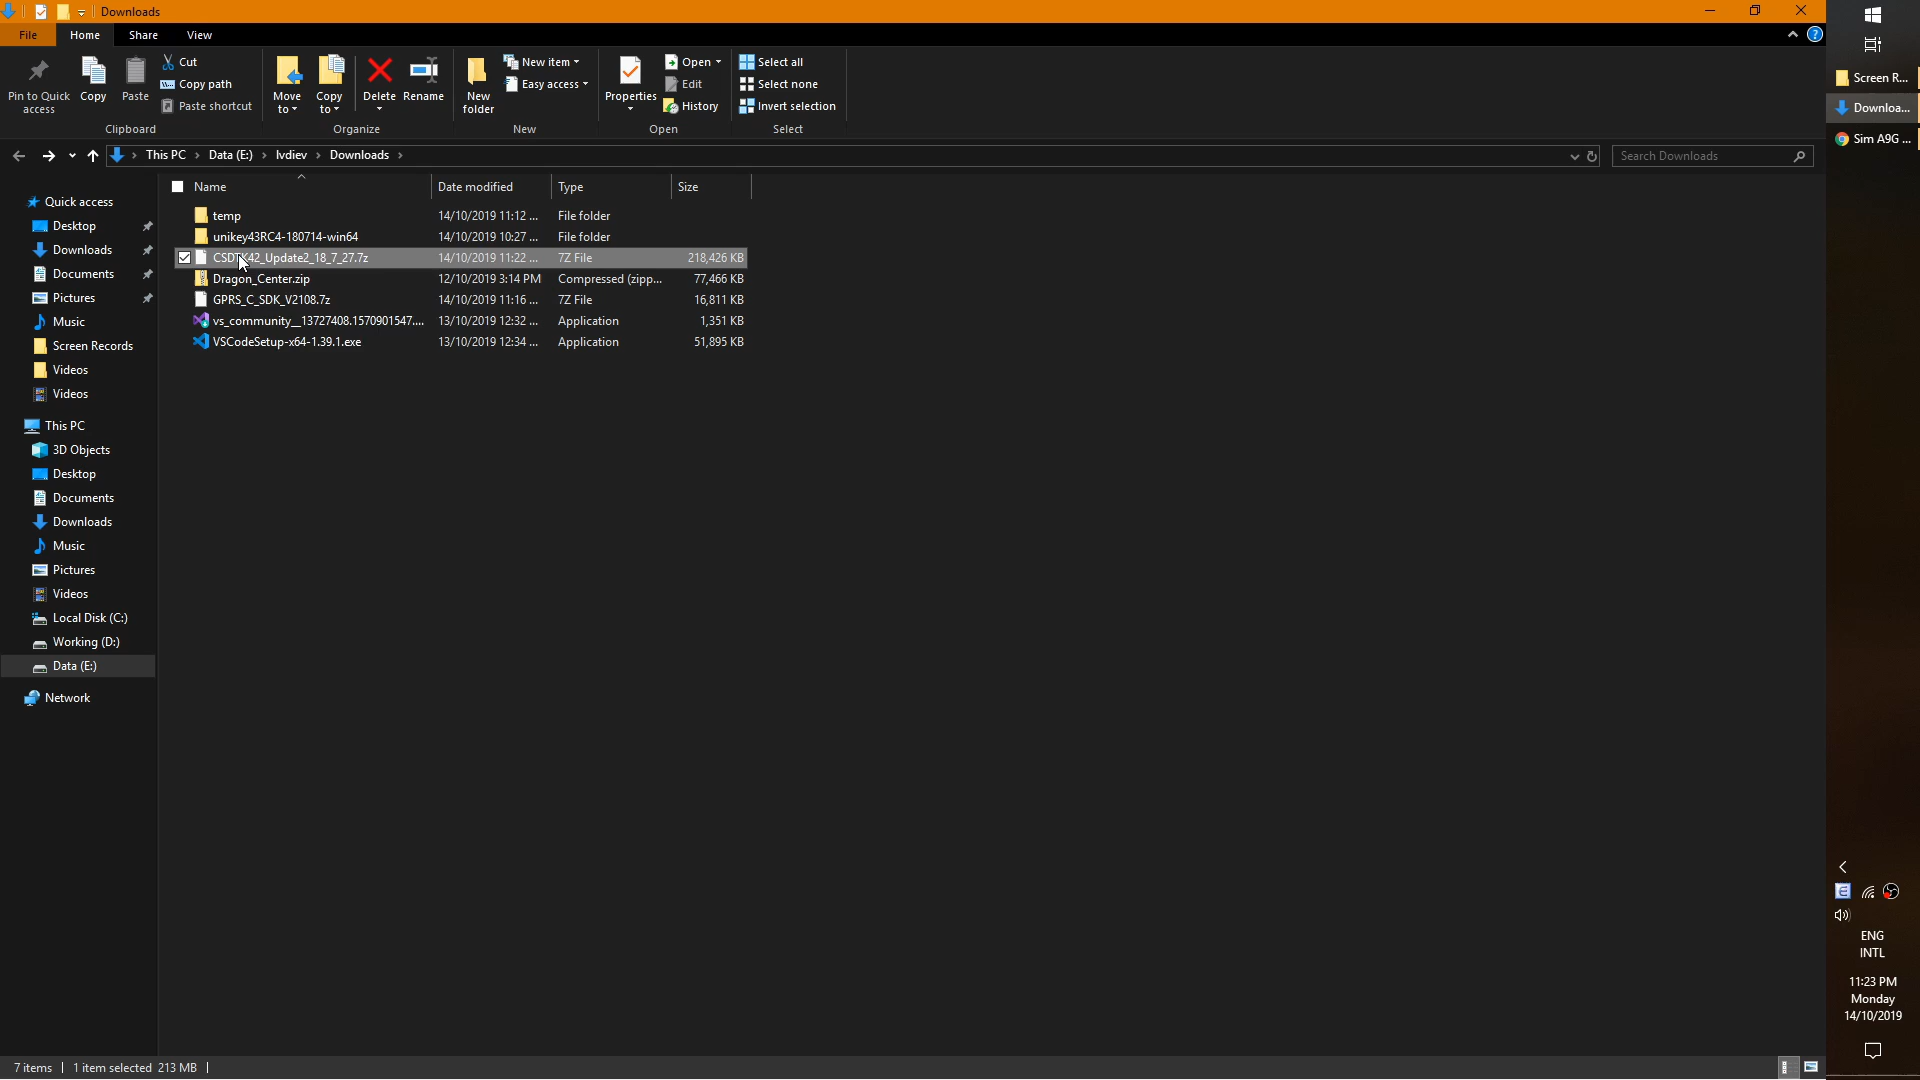 Downloads
File Home Share View
Pin to Quick access
Copy
Paste
Cut
Copy path
Paste shortcut
Clipboard
Move to
Copy to
Delete
Rename
Organize
New folder
New item
Easy access
New
Properties
Open
Edit
History
Open
Select all
Select none
Invert selection
Select
This PC > Data (E:) > lvdiev > Downloads >
Search Downloads
Name Date modified Type Size
temp 14/10/2019 11:12 ... File folder
unikey43RC4-180714-win64 14/10/2019 10:27 ... File folder
CSDTK42_Update2_18_7_27.7z 14/10/2019 11:22 ... 7Z File 218,426 KB
Dragon_Center.zip 12/10/2019 3:14 PM Compressed (zipp... 77,466 KB
GPRS_C_SDK_V2108.7z 14/10/2019 11:16 ... 7Z File 16,811 KB
vs_community__13727408.1570901547.... 13/10/2019 12:32 ... Application 1,351 KB
VSCodeSetup-x64-1.39.1.exe 13/10/2019 12:34 ... Application 51,895 KB
Quick access
Desktop
Downloads
Documents
Pictures
Music
Screen Records
Videos
Videos
This PC
3D Objects
Desktop
Documents
Downloads
Music
Pictures
Videos
Local Disk (C:)
Working (D:)
Data (E:)
Network
7 items 1 item selected 213 MB
Screen R...
Downloa...
Sim A9G ...
ENG
INTL
11:23 PM
Monday
14/10/2019